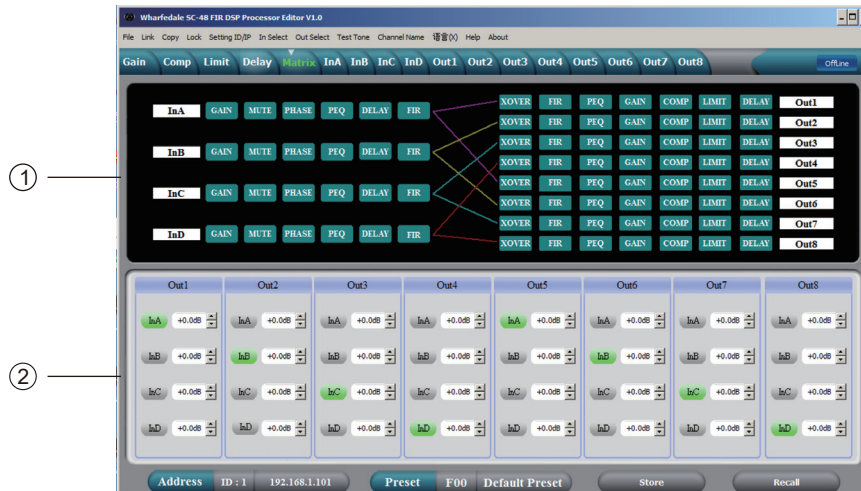 Wharfedale SC-48 FIR DSP Processor Editor V1.0
File Link Copy Lock Setting ID/IP In Select Out Select Test Tone Channel Name 语言(X) Help About
Gain Comp Limit Delay Matrix InA InB InC InD Out1 Out2 Out3 Out4 Out5 Out6 Out7 Out8 OffLine
XOVER FIR PEQ GAIN COMP LIMIT DELAY Out1
InA GAIN MUTE PHASE PEQ DELAY FIR
XOVER FIR PEQ GAIN COMP LIMIT DELAY Out2
XOVER FIR PEQ GAIN COMP LIMIT DELAY Out3
InB GAIN MUTE PHASE PEQ DELAY FIR
XOVER FIR PEQ GAIN COMP LIMIT DELAY Out4
1
XOVER FIR PEQ GAIN COMP LIMIT DELAY Out5
InC GAIN MUTE PHASE PEQ DELAY FIR
XOVER FIR PEQ GAIN COMP LIMIT DELAY Out6
XOVER FIR PEQ GAIN COMP LIMIT DELAY Out7
InD GAIN MUTE PHASE PEQ DELAY FIR
XOVER FIR PEQ GAIN COMP LIMIT DELAY Out8
Out1 Out2 Out3 Out4 Out5 Out6 Out7 Out8
InA +0.0dB InA +0.0dB InA +0.0dB InA +0.0dB InA +0.0dB InA +0.0dB InA +0.0dB InA +0.0dB
InB +0.0dB InB +0.0dB InB +0.0dB InB +0.0dB InB +0.0dB InB +0.0dB InB +0.0dB InB +0.0dB
2
InC +0.0dB InC +0.0dB InC +0.0dB InC +0.0dB InC +0.0dB InC +0.0dB InC +0.0dB InC +0.0dB
InD +0.0dB InD +0.0dB InD +0.0dB InD +0.0dB InD +0.0dB InD +0.0dB InD +0.0dB InD +0.0dB
Address ID : 1 192.168.1.101 Preset F00 Default Preset Store Recall